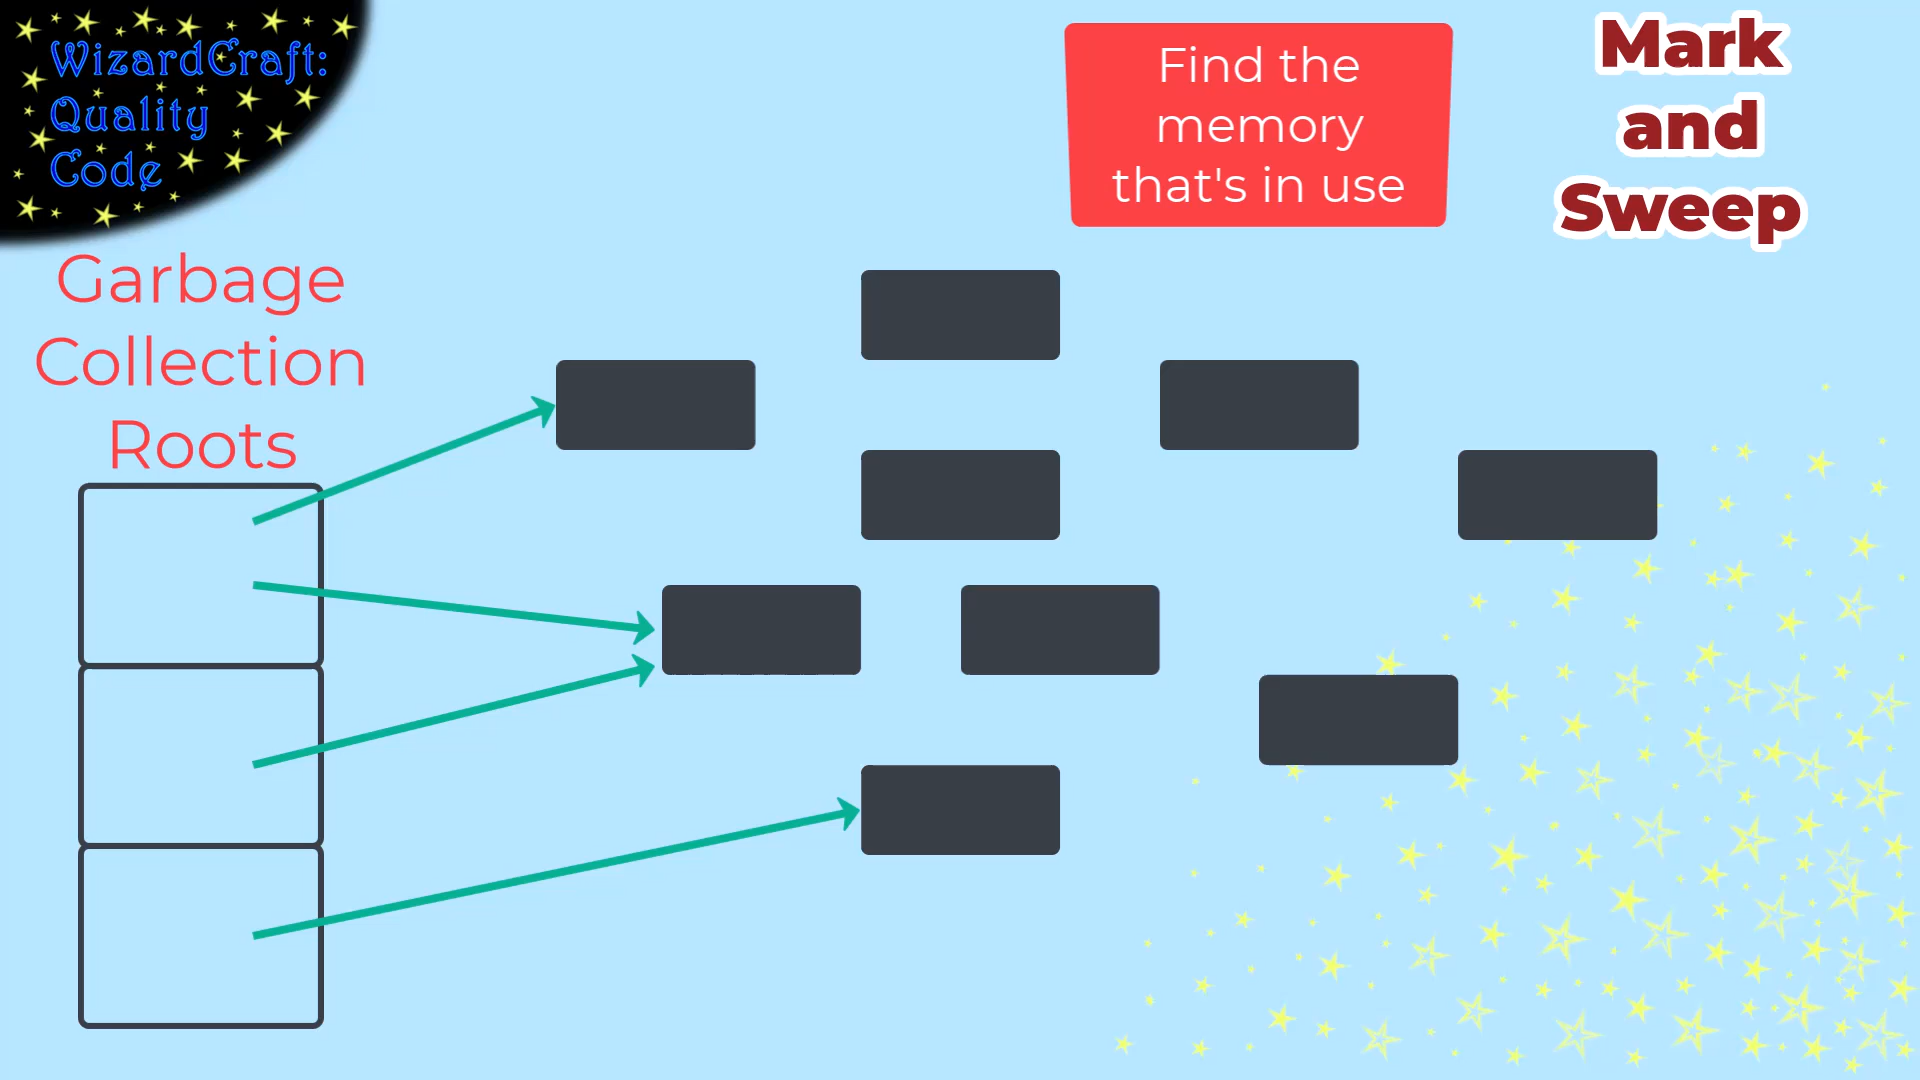 WizardCraft:
Quality
Code
Find the
memory
that's in use
Mark
and
Sweep
Garbage
Collection
Roots